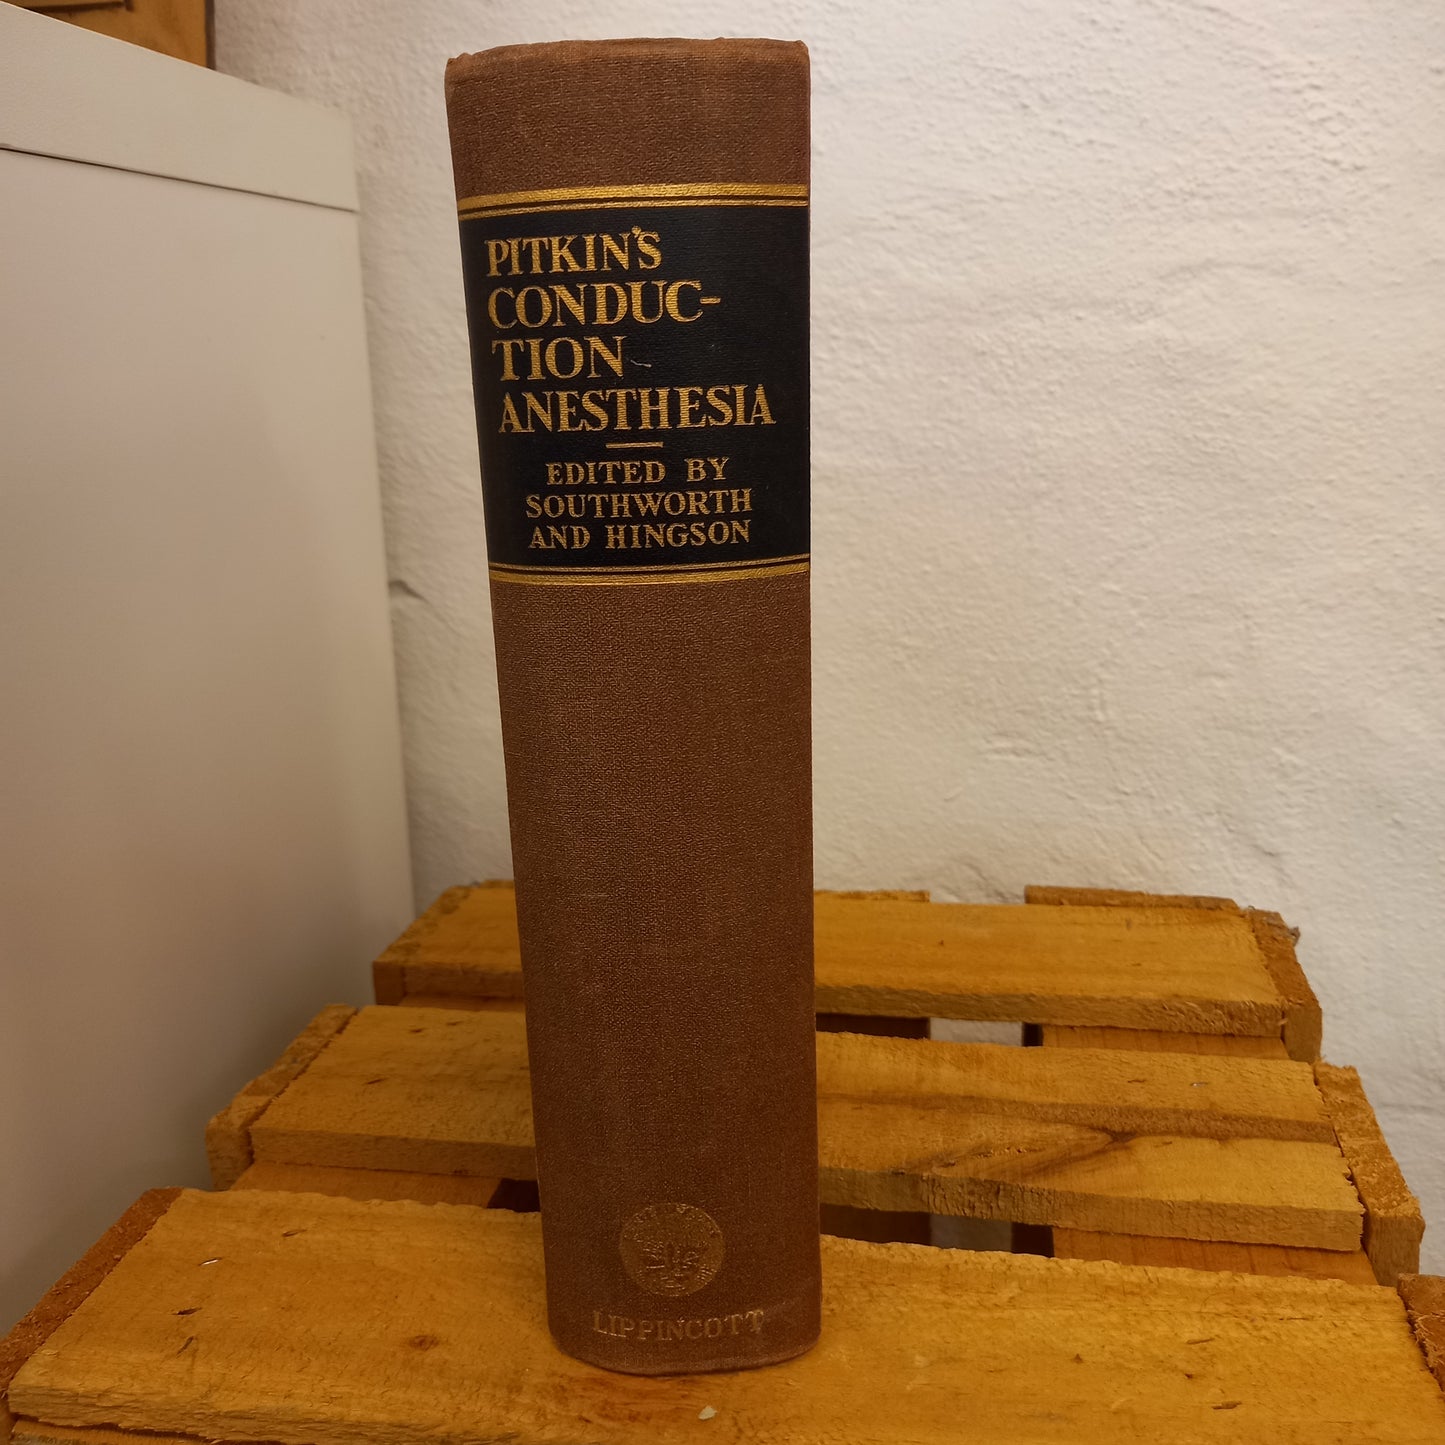 PITKIN'S
CONDUC-
TION
ANESTHESIA
EDITED BY
SOUTHWORTH
AND HINGSON
LIPPINCOTT